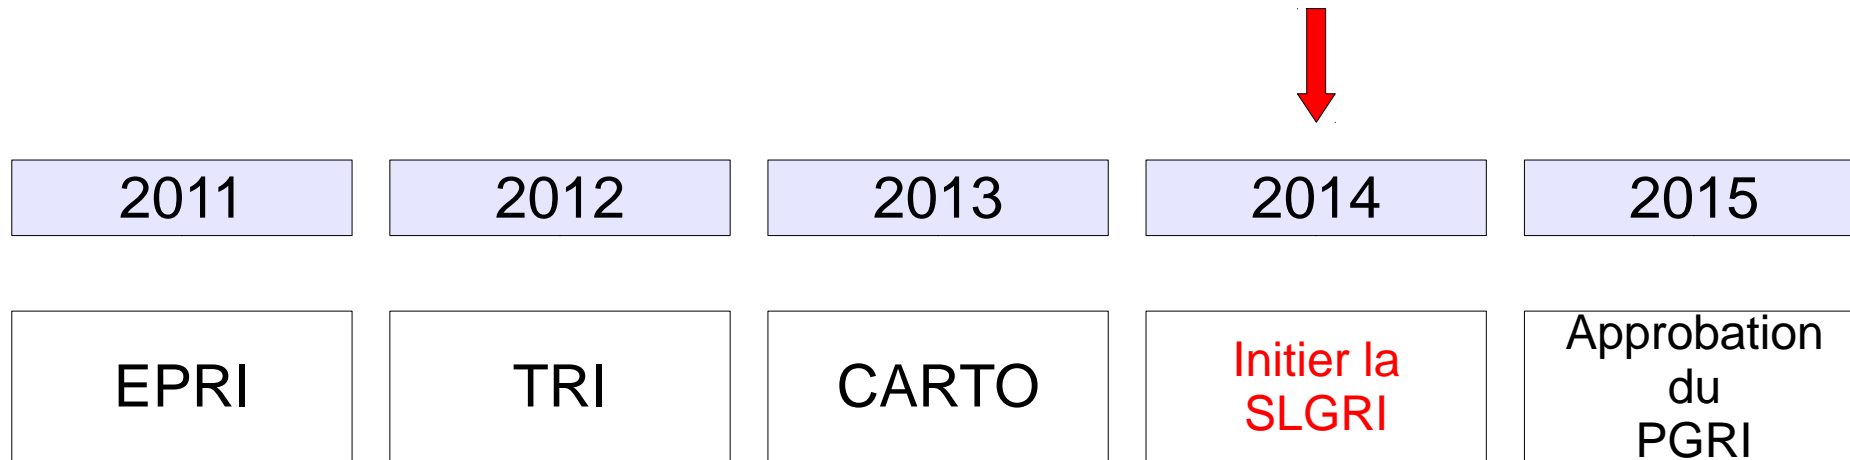 2011
2012
2013
2014
2015
EPRI
TRI
CARTO
Initier la
SLGRI
Approbation
du
PGRI